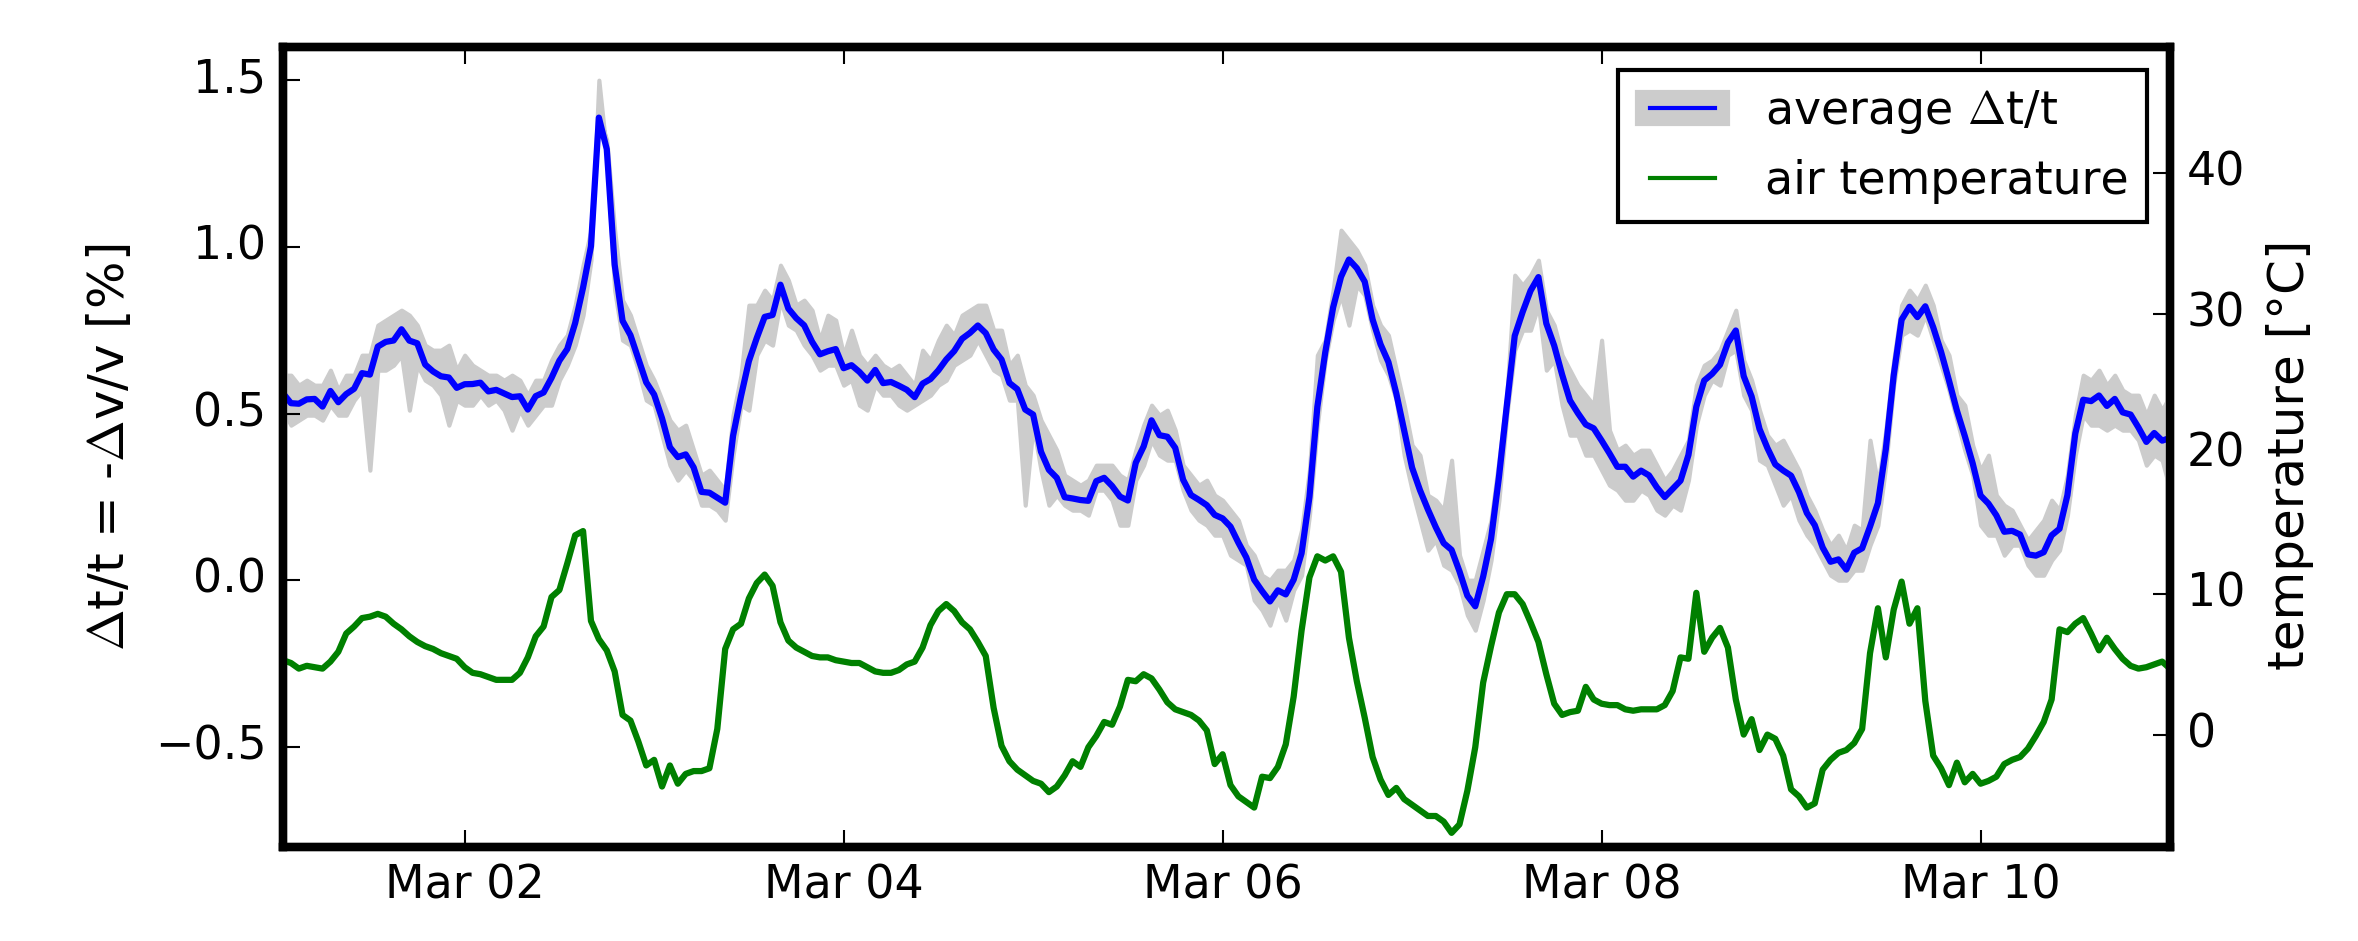 Δt/t = -Δv/v [%]
1.5
1.0
0.5
0.0
−0.5
average Δt/t
air temperature
40
30
20
10
0
temperature [°C]
Mar 02
Mar 04
Mar 06
Mar 08
Mar 10